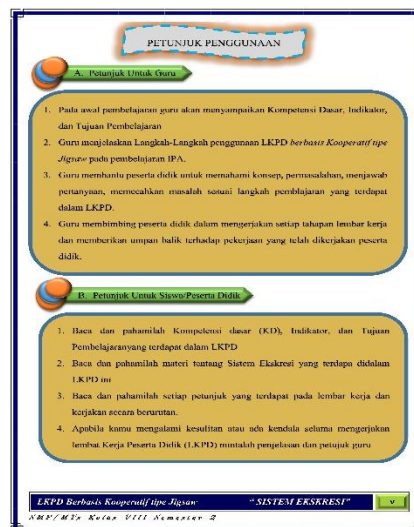 PETUNJUK PENGGUNAAN
A. Petunjuk Untuk Guru
1. Pada awal pembelajaran guru akan menyampaikan Kompetensi Dasar, Indikator,
dan Tujuan Pembelajaran
2. Guru menjelaskan Langkah-Langkah penggunaan LKPD berbasis Kooperatif tipe
Jigsaw pada pembelajaran IPA.
3. Guru membantu peserta didik untuk memahami konsep, permasalahan, menjawab
pertanyaan, memecahkan masalah sesuai langkah pemblajaran yang terdapat
dalam LKPD.
4. Guru membimbing peserta didik dalam mengerjakan setiap tahapan lembar kerja
dan memberikan umpan balik terhadap pekerjaan yang telah dikerjakan peserta
didik.
B. Petunjuk Untuk Siswa/Peserta Didik
1. Baca dan pahamilah Kompetensi dasar (KD), Indikator, dan Tujuan
Pembelajaranyang terdapat dalam LKPD
2. Baca dan pahamilah materi tentang Sistem Ekskresi yang terdapa didalam
LKPD ini
3. Baca dan pahamilah setiap petunjuk yang terdapat pada lembar kerja dan
kerjakan secara berurutan.
4. Apabila kamu mengalami kesulitan atau ada kendala selama mengerjakan
lembat Kerja Peserta Didik (LKPD) mintalah penjelasan dan petujuk guru
LKPD Berbasis Kooperatif tipe Jigsaw "SISTEM EKSKRESI" v
SMP/MTs Kelas VIII Semester 2